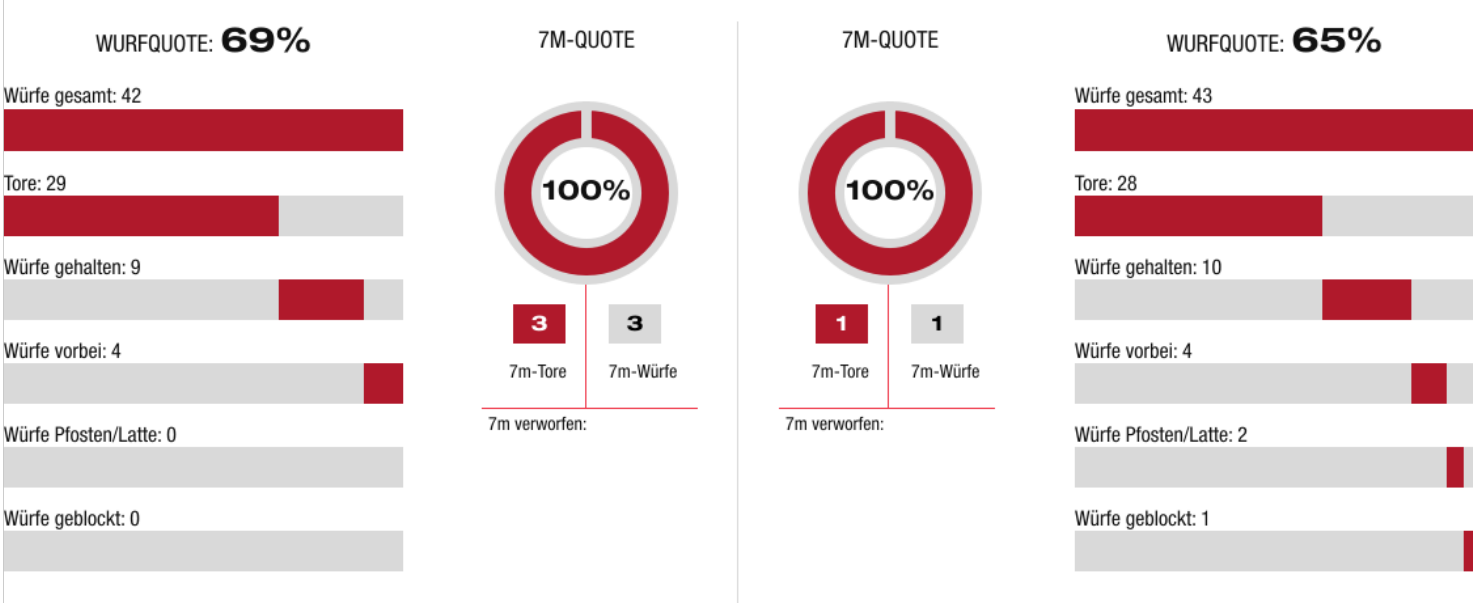 WURFQUOTE: 69%
Würfe gesamt: 42
Tore: 29
Würfe gehalten: 9
Würfe vorbei: 4
Würfe Pfosten/Latte: 0
Würfe geblockt: 0
7M-QUOTE
100%
3 3
7m-Tore 7m-Würfe
7m verworfen:
7M-QUOTE
100%
1 1
7m-Tore 7m-Würfe
7m verworfen:
WURFQUOTE: 65%
Würfe gesamt: 43
Tore: 28
Würfe gehalten: 10
Würfe vorbei: 4
Würfe Pfosten/Latte: 2
Würfe geblockt: 1